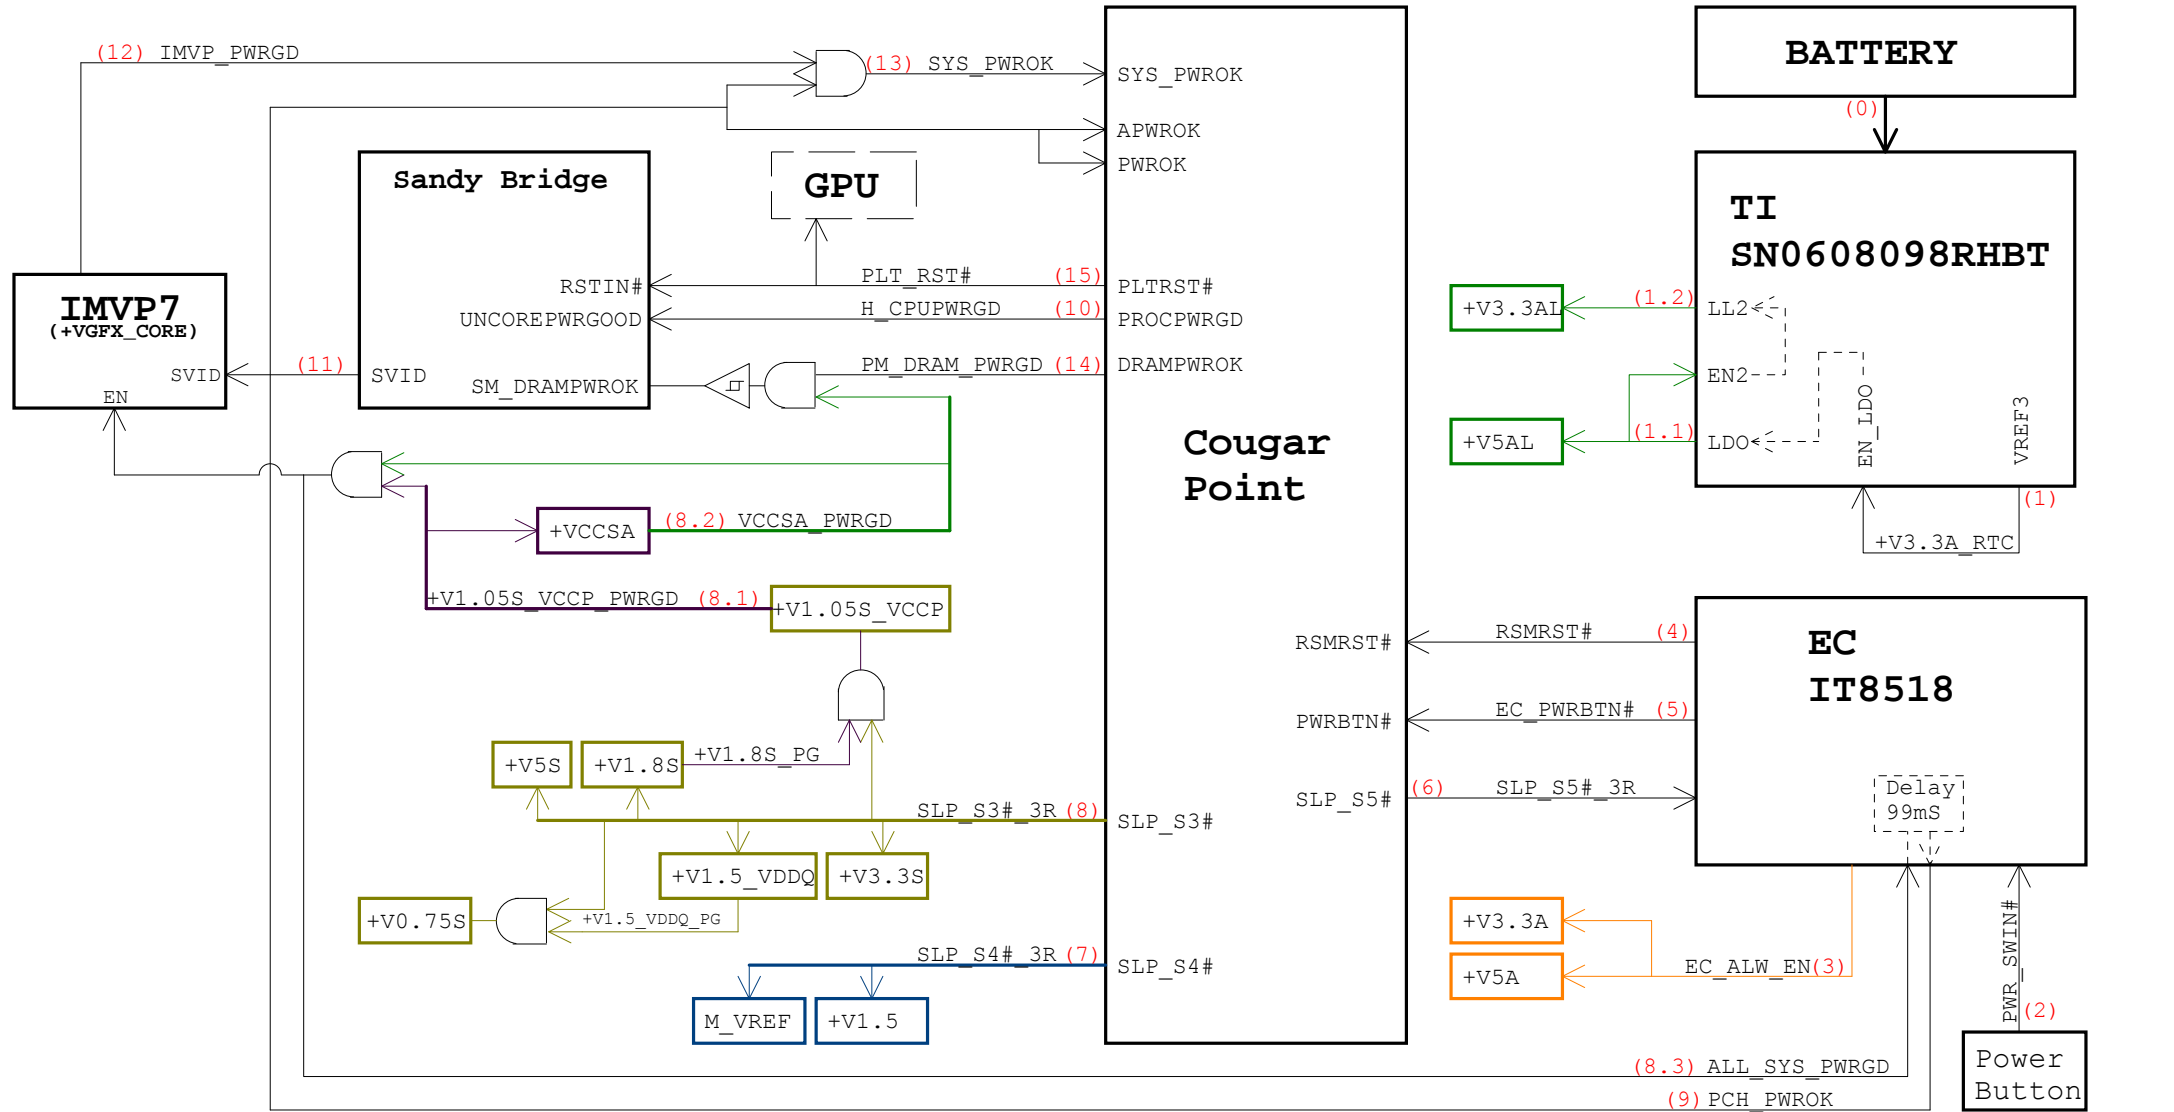 (12) IMVP_PWRGD
(13) SYS_PWROK
SYS_PWROK
APWROK
PWROK
BATTERY
(0)
Sandy Bridge
GPU
TI
SN0608098RHBT
RSTIN#
PLT_RST# (15)
PLTRST#
UNCOREPWRGOOD
H_CPUPWRGD (10)
PROCPWRGD
IMVP7
(+VGFX_CORE)
SVID
(11)
SVID
EN
SM_DRAMPWROK
PM_DRAM_PWRGD (14)
DRAMPWROK
+V3.3AL
(1.2)
LL2
EN2
+V5AL
(1.1)
LDO
EN_LDO
VREF3
(1)
+V3.3A_RTC
Cougar
Point
+VCCSA
(8.2) VCCSA_PWRGD
+V1.05S_VCCP_PWRGD (8.1)
+V1.05S_VCCP
EC
IT8518
RSMRST#
RSMRST#
(4)
PWRBTN#
EC_PWRBTN#
(5)
SLP_S5#
(6)
SLP_S5#_3R
Delay
99mS
+V5S
+V1.8S
+V1.8S_PG
SLP_S3#_3R (8)
SLP_S3#
+V1.5_VDDQ
+V3.3S
+V0.75S
+V1.5_VDDQ_PG
SLP_S4#_3R (7)
SLP_S4#
M_VREF
+V1.5
+V3.3A
+V5A
EC_ALW_EN(3)
PWR_SWIN#
(2)
Power
Button
(8.3) ALL_SYS_PWRGD
(9) PCH_PWROK